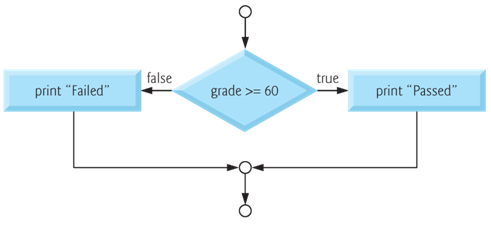 false
true
print “Failed”
grade >= 60
print “Passed”